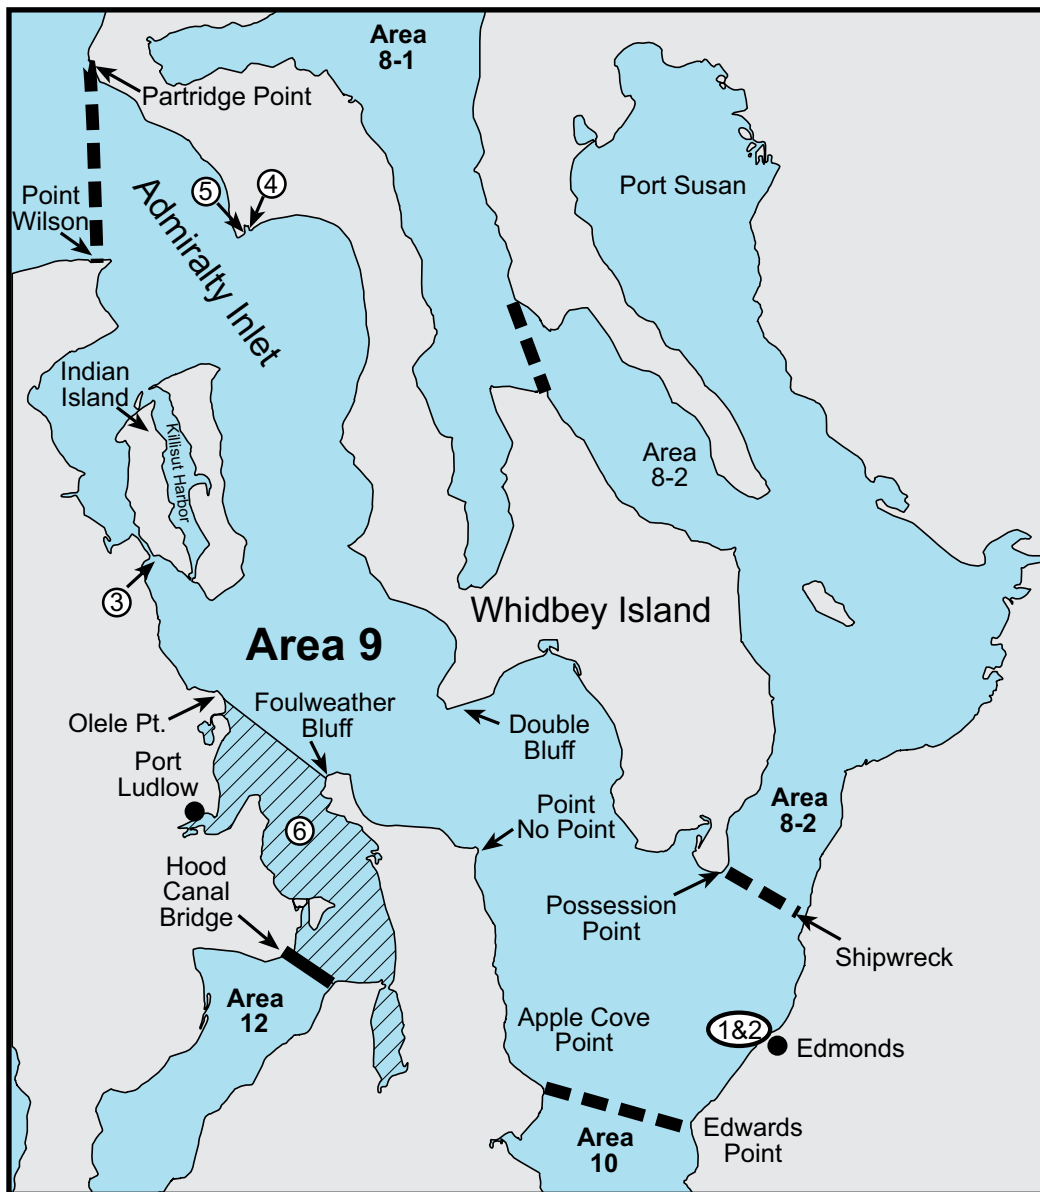 Area
8-1
Partridge Point
Port Susan
⑤
④
Point
Wilson
Admiralty Inlet
Indian
Island
Killisut Harbor
Area
8-2
③
Whidbey Island
Area 9
Olele Pt.
Foulweather
Bluff
Double
Bluff
Port
Ludlow
Point
No Point
Area
8-2
⑥
Hood
Canal
Bridge
Possession
Point
Shipwreck
Area
12
Apple Cove
Point
1&2
Edmonds
Area
10
Edwards
Point